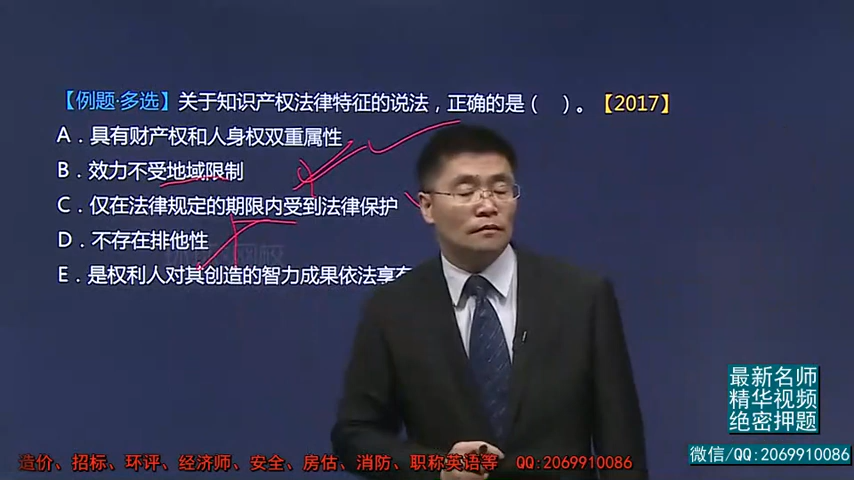 【例题·多选】关于知识产权法律特征的说法，正确的是（ ）。【2017】
A．具有财产权和人身权双重属性
B．效力不受地域限制
C．仅在法律规定的期限内受到法律保护
D．不存在排他性
E．是权利人对其创造的智力成果依法享有
最新名师
精华视频
绝密押题
微信/QQ:2069910086
造价、招标、环评、经济师、安全、房估、消防、职称英语等 QQ:2069910086